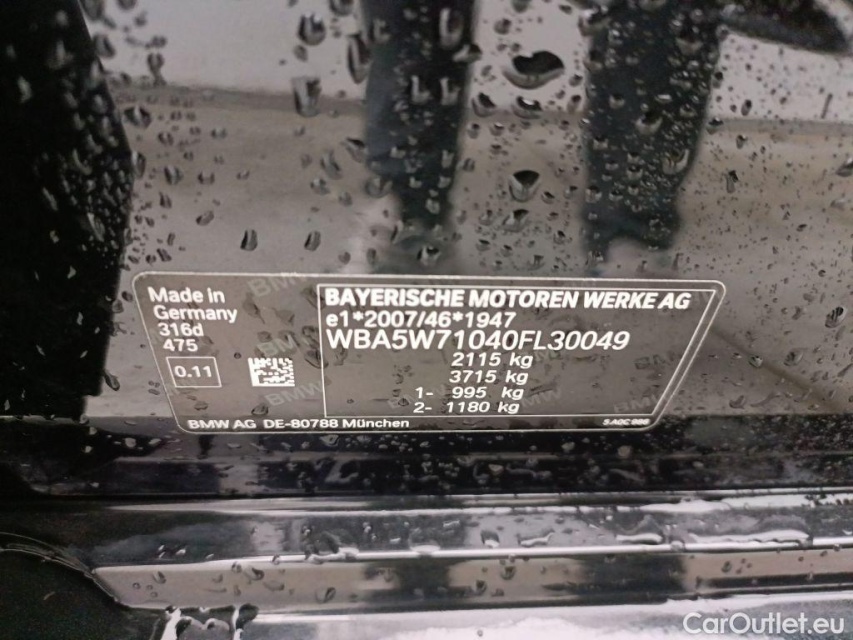 Made in
Germany
316d
475
0.11
BAYERISCHE MOTOREN WERKE AG
e1*2007/46*1947
WBA5W71040FL30049
2115 kg
3715 kg
1- 995 kg
2- 1180 kg
BMW AG DE-80788 München
CarOutlet.eu